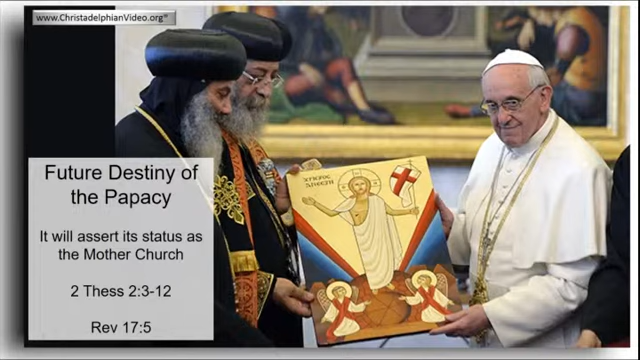 www.ChristadelphianVideo.org®
Future Destiny of
the Papacy
It will assert its status as
the Mother Church
2 Thess 2:3-12
Rev 17:5